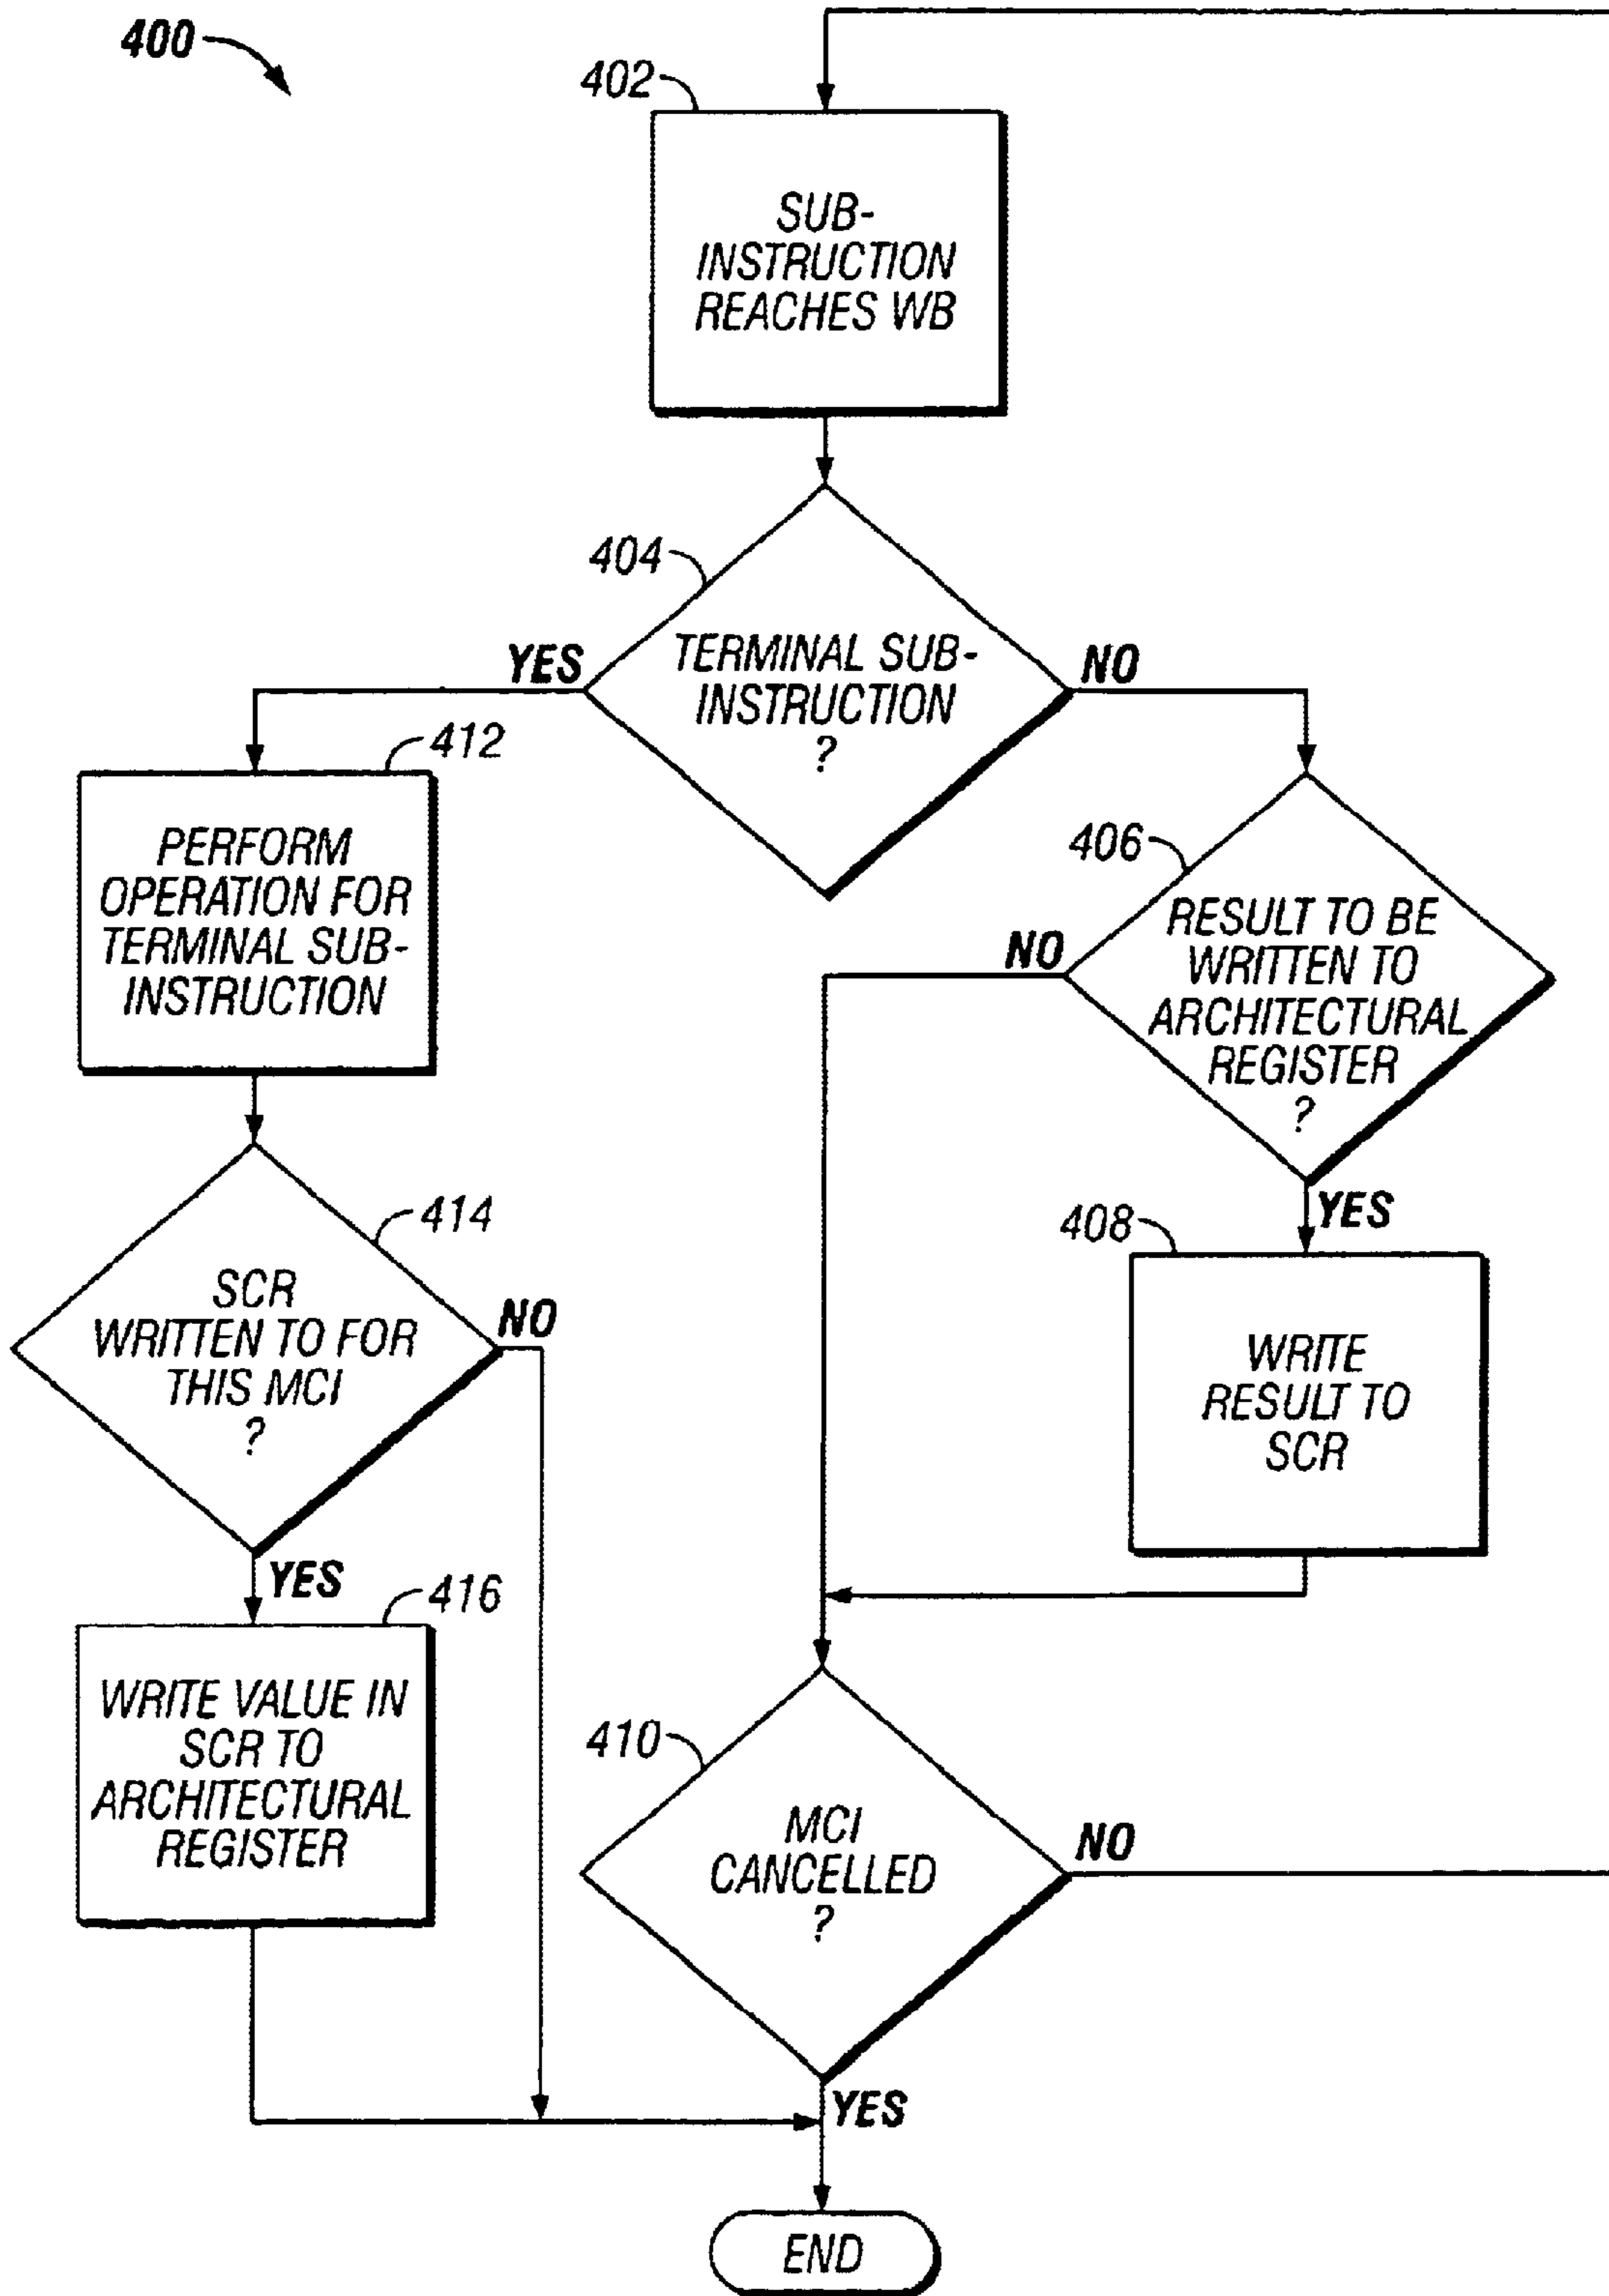 400
402
SUB-
INSTRUCTION
REACHES WB
404
TERMINAL SUB-
INSTRUCTION
?
YES
NO
412
PERFORM
OPERATION FOR
TERMINAL SUB-
INSTRUCTION
406
RESULT TO BE
WRITTEN TO
ARCHITECTURAL
REGISTER
?
NO
YES
414
SCR
WRITTEN TO FOR
THIS MCI
?
NO
YES
408
WRITE
RESULT TO
SCR
416
WRITE VALUE IN
SCR TO
ARCHITECTURAL
REGISTER
410
MCI
CANCELLED
?
NO
YES
END